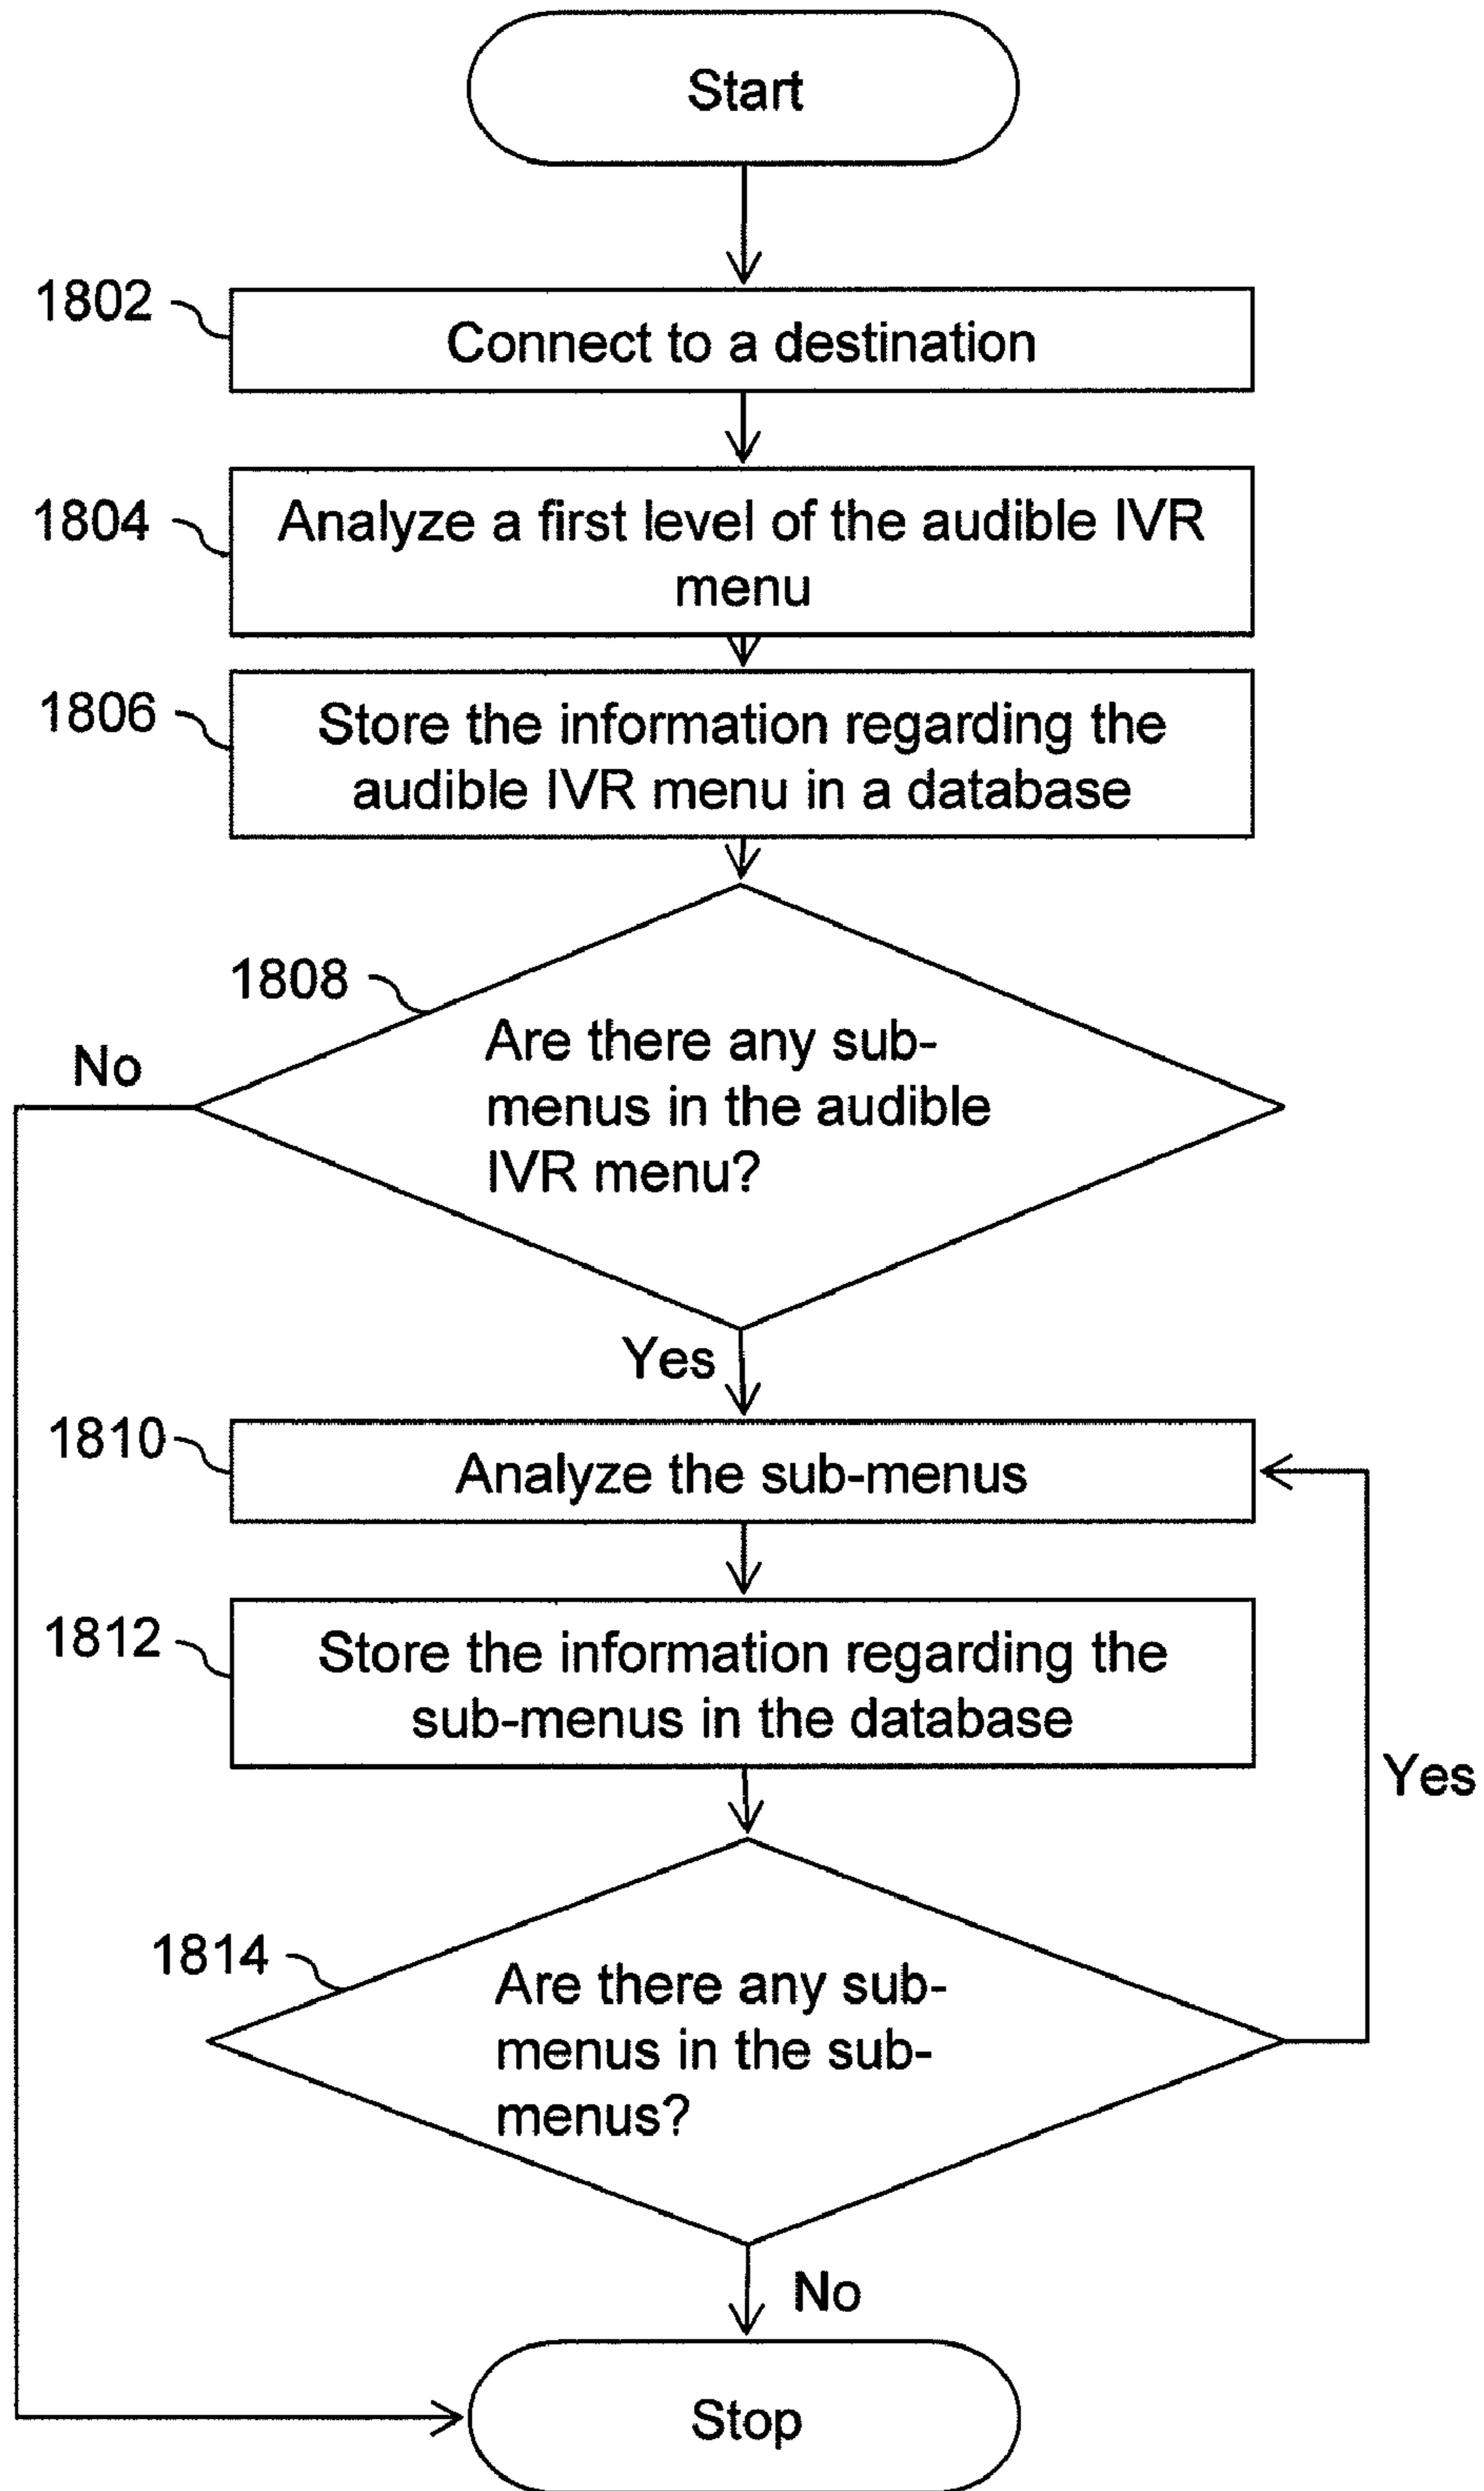 Start
1802
Connect to a destination
1804
Analyze a first level of the audible IVR
menu
1806
Store the information regarding the
audible IVR menu in a database
1808
Are there any sub-
menus in the audible
IVR menu?
No
Yes
1810
Analyze the sub-menus
1812
Store the information regarding the
sub-menus in the database
Yes
1814
Are there any sub-
menus in the sub-
menus?
No
Stop